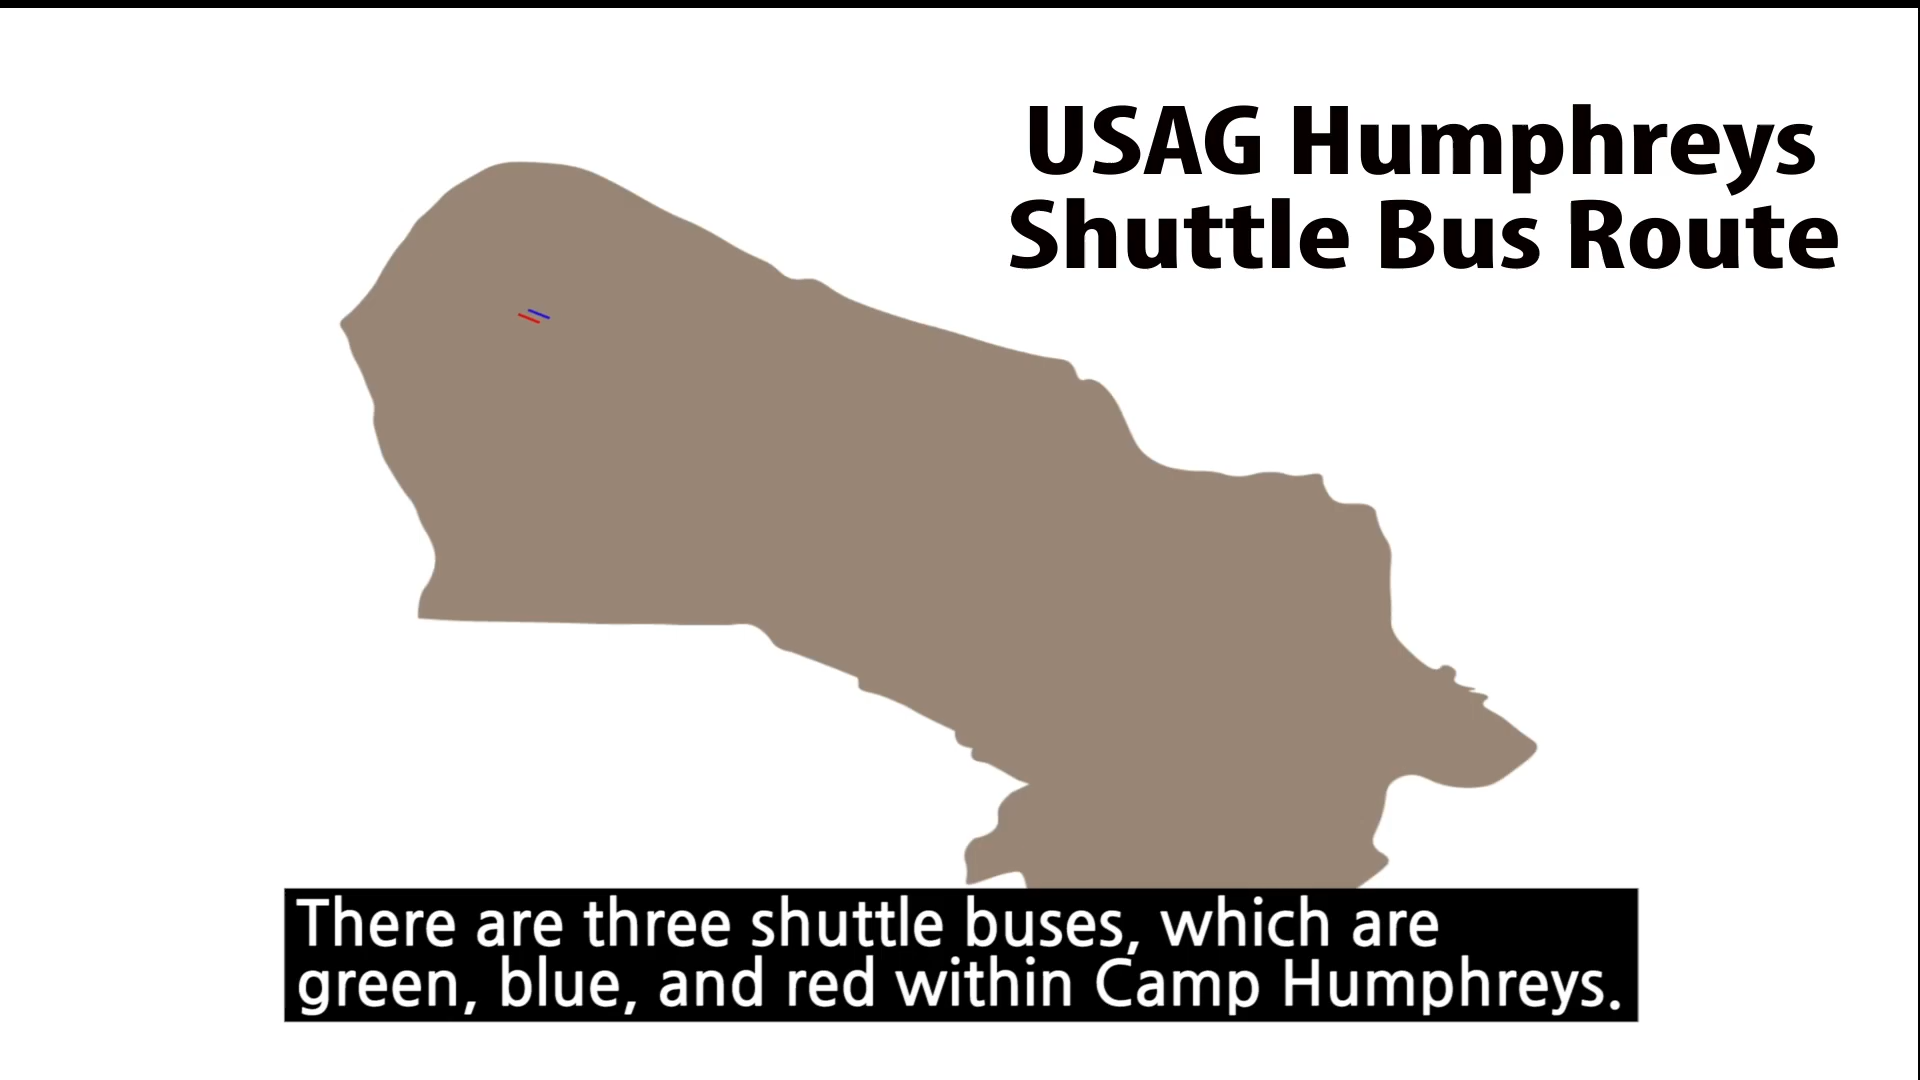 USAG Humphreys
Shuttle Bus Route
There are three shuttle buses, which are
green, blue, and red within Camp Humphreys.